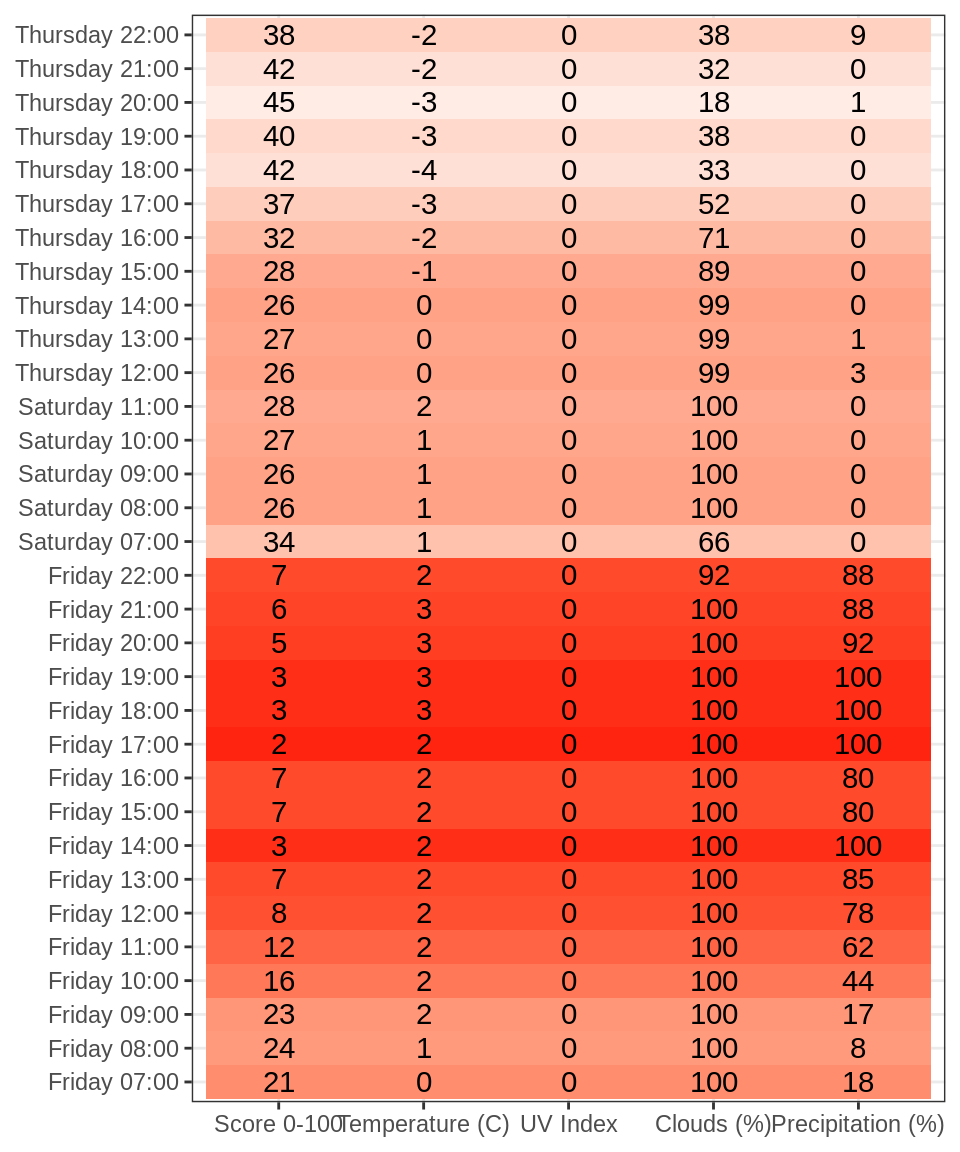 Thursday 22:00 38 -2 0 38 9
Thursday 21:00 42 -2 0 32 0
Thursday 20:00 45 -3 0 18 1
Thursday 19:00 40 -3 0 38 0
Thursday 18:00 42 -4 0 33 0
Thursday 17:00 37 -3 0 52 0
Thursday 16:00 32 -2 0 71 0
Thursday 15:00 28 -1 0 89 0
Thursday 14:00 26 0 0 99 0
Thursday 13:00 27 0 0 99 1
Thursday 12:00 26 0 0 99 3
Saturday 11:00 28 2 0 100 0
Saturday 10:00 27 1 0 100 0
Saturday 09:00 26 1 0 100 0
Saturday 08:00 26 1 0 100 0
Saturday 07:00 34 1 0 66 0
Friday 22:00 7 2 0 92 88
Friday 21:00 6 3 0 100 88
Friday 20:00 5 3 0 100 92
Friday 19:00 3 3 0 100 100
Friday 18:00 3 3 0 100 100
Friday 17:00 2 2 0 100 100
Friday 16:00 7 2 0 100 80
Friday 15:00 7 2 0 100 80
Friday 14:00 3 2 0 100 100
Friday 13:00 7 2 0 100 85
Friday 12:00 8 2 0 100 78
Friday 11:00 12 2 0 100 62
Friday 10:00 16 2 0 100 44
Friday 09:00 23 2 0 100 17
Friday 08:00 24 1 0 100 8
Friday 07:00 21 0 0 100 18
Score 0-100 Temperature (C) UV Index Clouds (%) Precipitation (%)